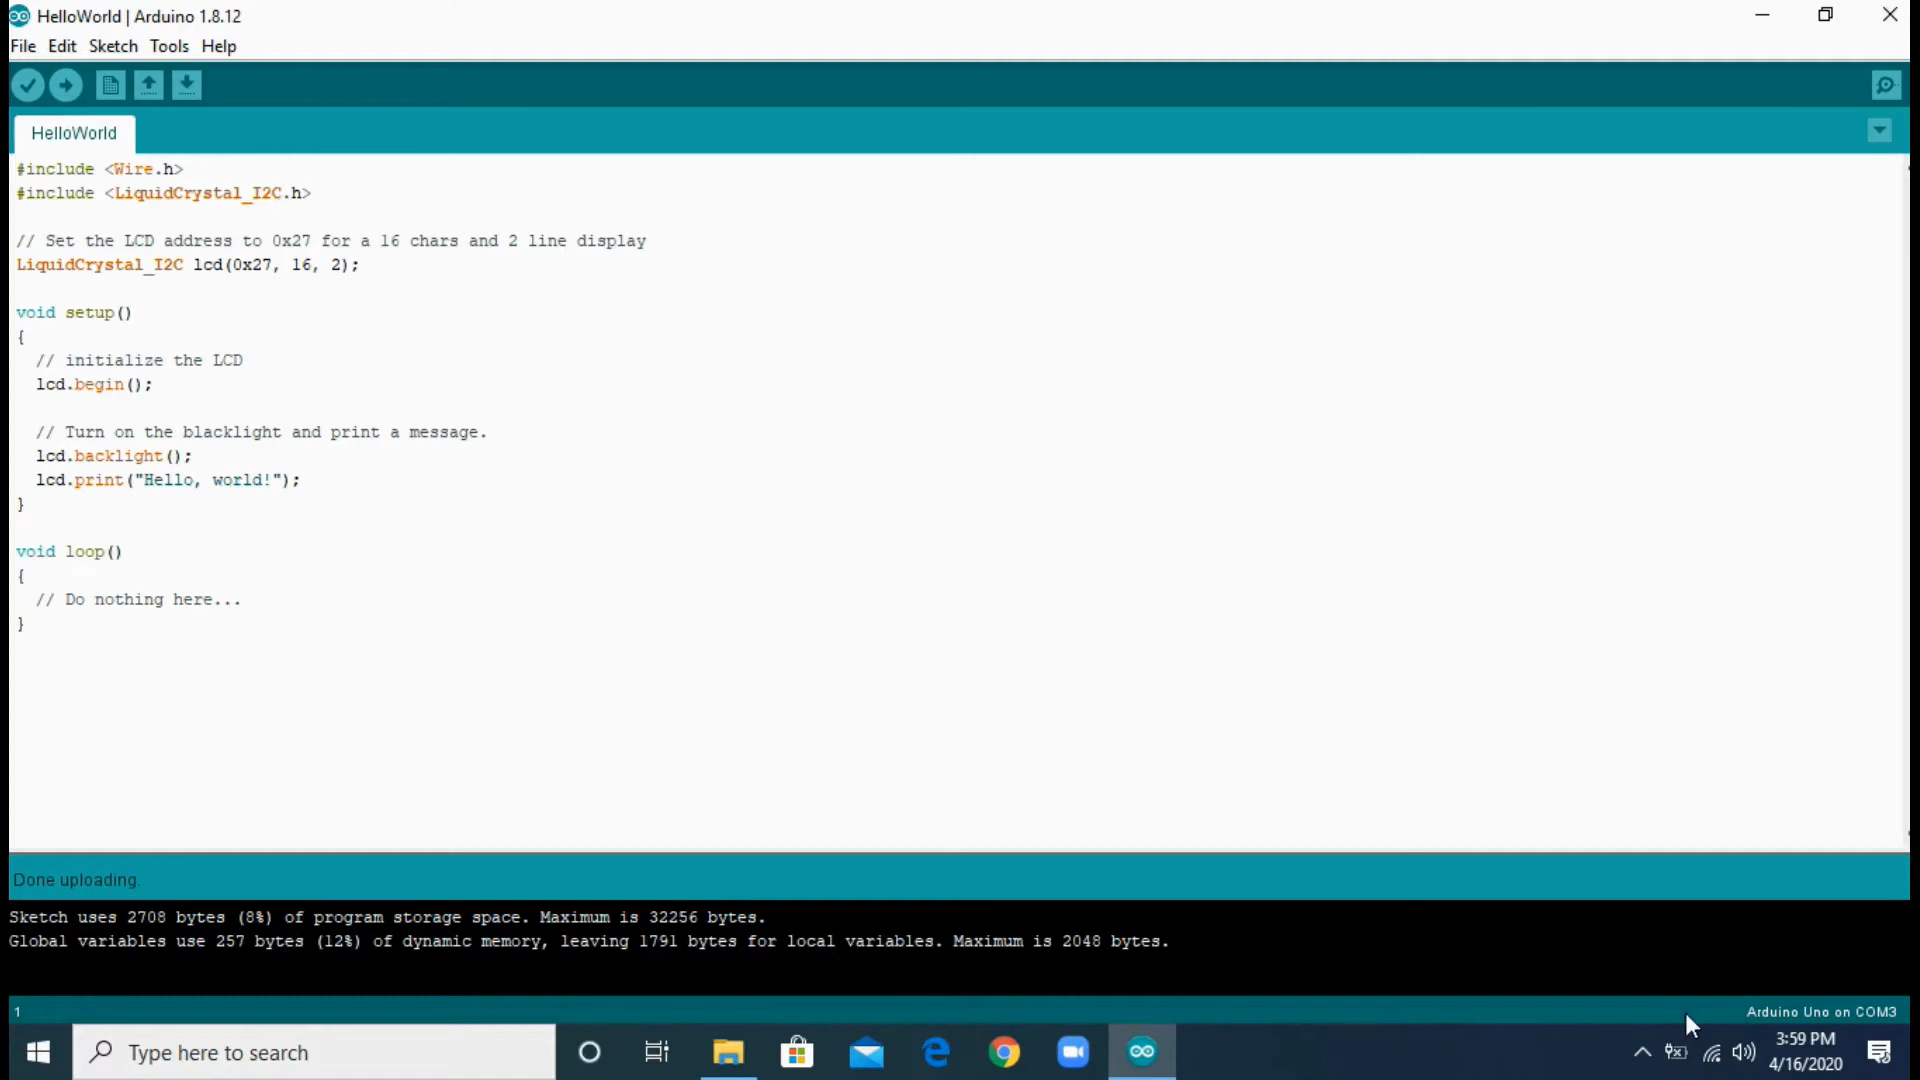 HelloWorld | Arduino 1.8.12
File Edit Sketch Tools Help
HelloWorld
#include <Wire.h>
#include <LiquidCrystal_I2C.h>
// Set the LCD address to 0x27 for a 16 chars and 2 line display
LiquidCrystal_I2C lcd(0x27, 16, 2);
void setup()
{
// initialize the LCD
lcd.begin();
// Turn on the blacklight and print a message.
lcd.backlight();
lcd.print("Hello, world!");
}
void loop()
{
// Do nothing here...
}
Done uploading.
Sketch uses 2708 bytes (8%) of program storage space. Maximum is 32256 bytes.
Global variables use 257 bytes (12%) of dynamic memory, leaving 1791 bytes for local variables. Maximum is 2048 bytes.
1
Arduino Uno on COM3
Type here to search
3:59 PM
4/16/2020